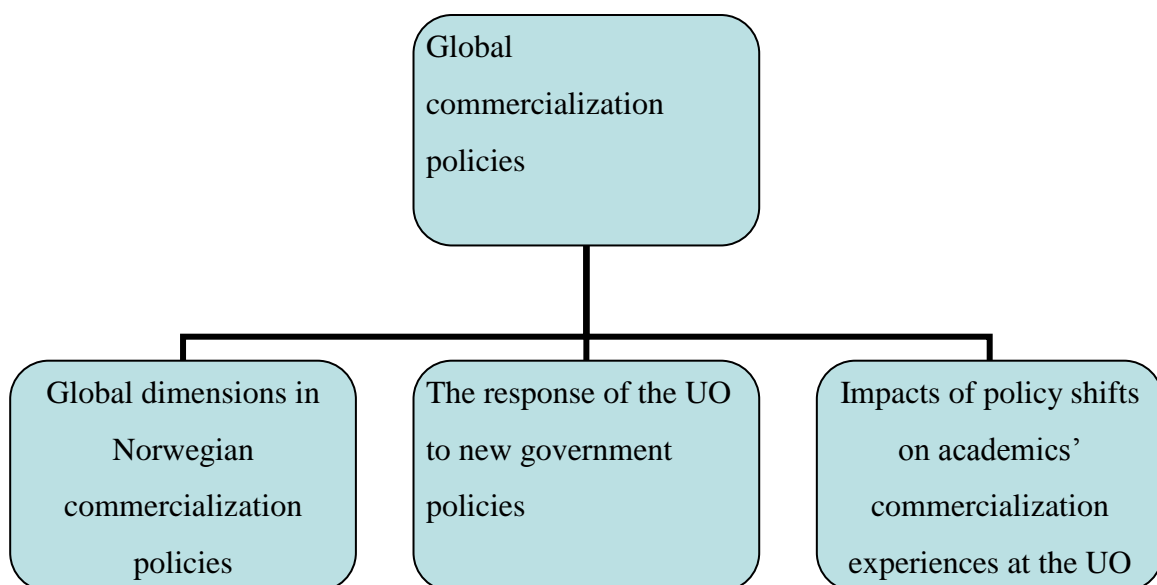 Global
commercialization
policies
Global dimensions in
Norwegian
commercialization
policies
The response of the UO
to new government
policies
Impacts of policy shifts
on academics’
commercialization
experiences at the UO